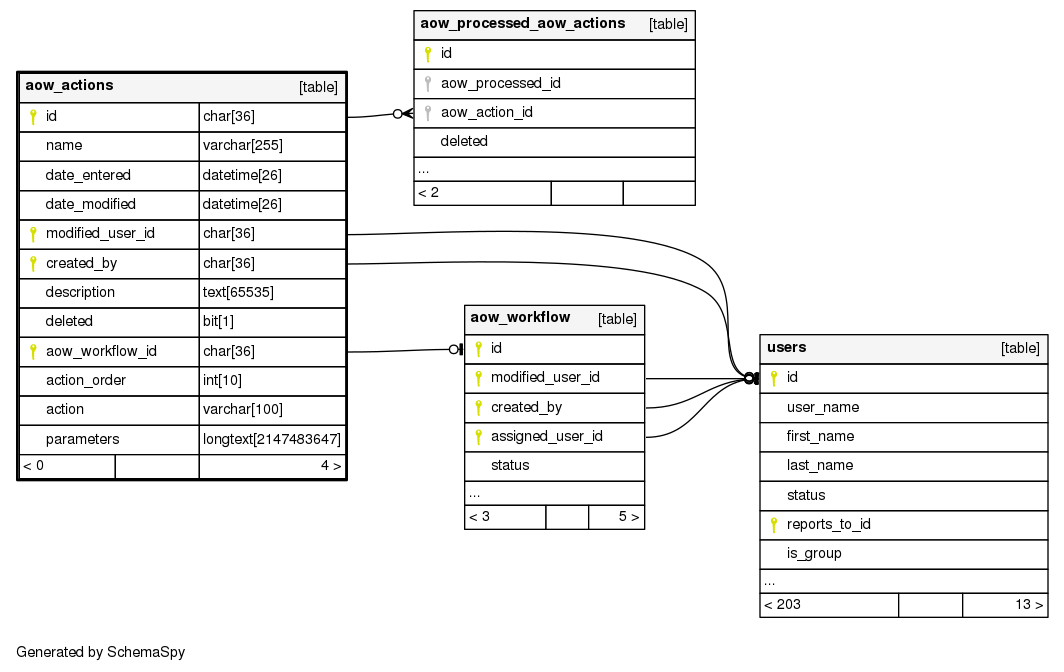 aow_processed_aow_actions [table]
id
aow_processed_id
aow_action_id
deleted
...
< 2
aow_actions [table]
id char[36]
name varchar[255]
date_entered datetime[26]
date_modified datetime[26]
modified_user_id char[36]
created_by char[36]
description text[65535]
deleted bit[1]
aow_workflow_id char[36]
action_order int[10]
action varchar[100]
parameters longtext[2147483647]
< 0 4 >
aow_workflow [table]
id
modified_user_id
created_by
assigned_user_id
status
...
< 3 5 >
users [table]
id
user_name
first_name
last_name
status
reports_to_id
is_group
...
< 203 13 >
Generated by SchemaSpy